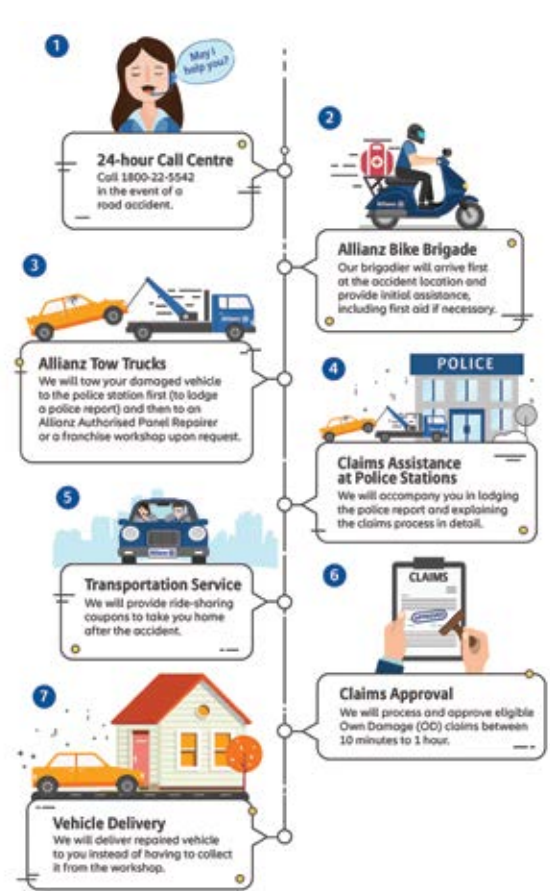 1
May I
help you?
24-hour Call Centre
Call 1800-22-5542
in the event of a
road accident.
2
Allianz
Allianz Bike Brigade
Our brigadier will arrive first
at the accident location and
provide initial assistance,
including first aid if necessary.
3
Allianz
Allianz Tow Trucks
We will tow your damaged vehicle
to the police station first (to lodge
a police report) and then to an
Allianz Authorised Panel Repairer
or a franchise workshop upon request.
4
POLICE
Claims Assistance
at Police Stations
We will accompany you in lodging
the police report and explaining
the claims process in detail.
5
Allianz
Transportation Service
We will provide ride-sharing
coupons to take you home
after the accident.
6
CLAIMS
APPROVED
Claims Approval
We will process and approve eligible
Own Damage (OD) claims between
10 minutes to 1 hour.
7
Vehicle Delivery
We will deliver repaired vehicle
to you instead of having to collect
it from the workshop.